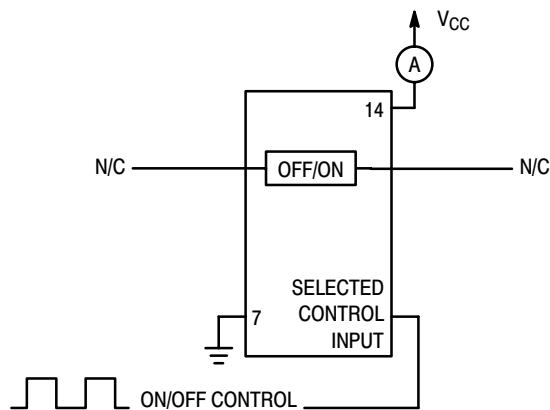 VCC
A
14
N/C
OFF/ON
N/C
7
SELECTED
CONTROL
INPUT
ON/OFF CONTROL